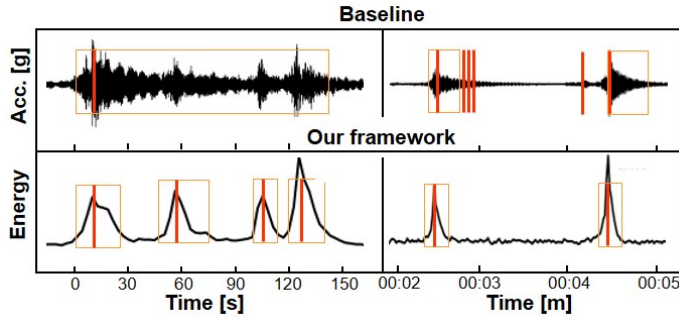 Baseline
Acc. [g]
Our framework
Energy
0 30 60 90 120 150 00:02 00:03 00:04 00:05
Time [s] Time [m]